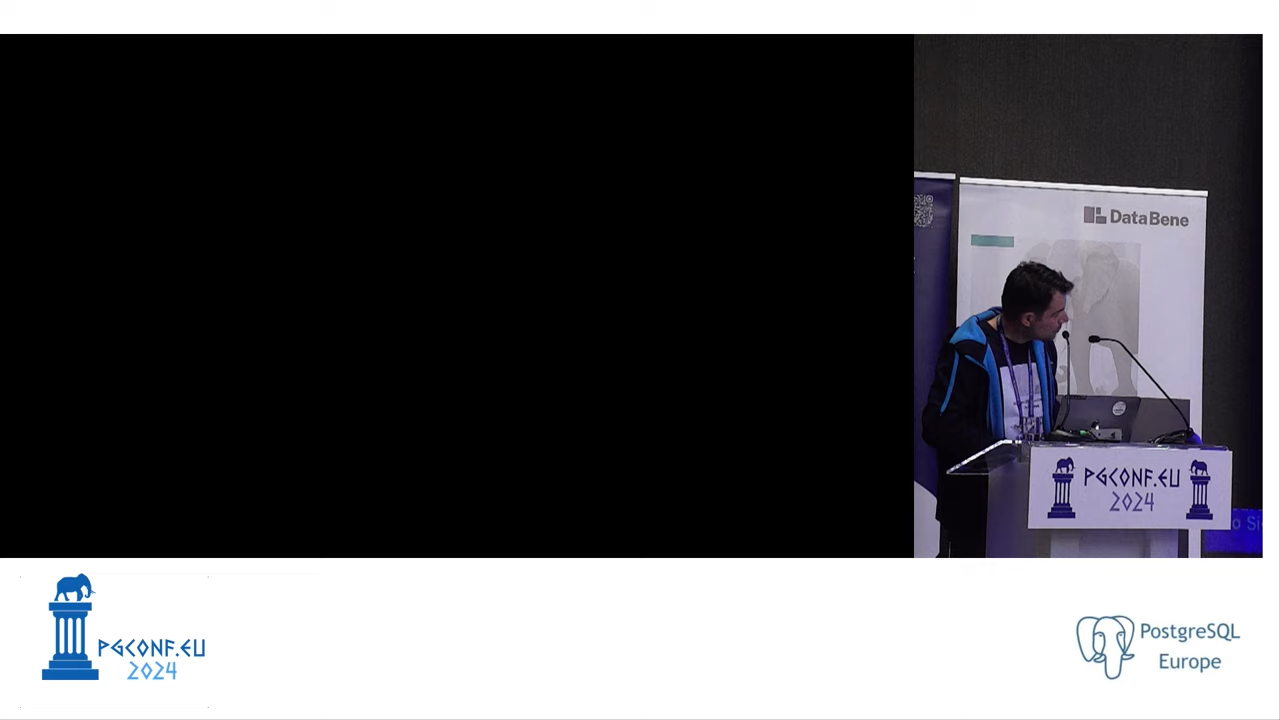 DataBene
PGCONF.EU
2024
PGCONF.EU
2024
PostgreSQL
Europe